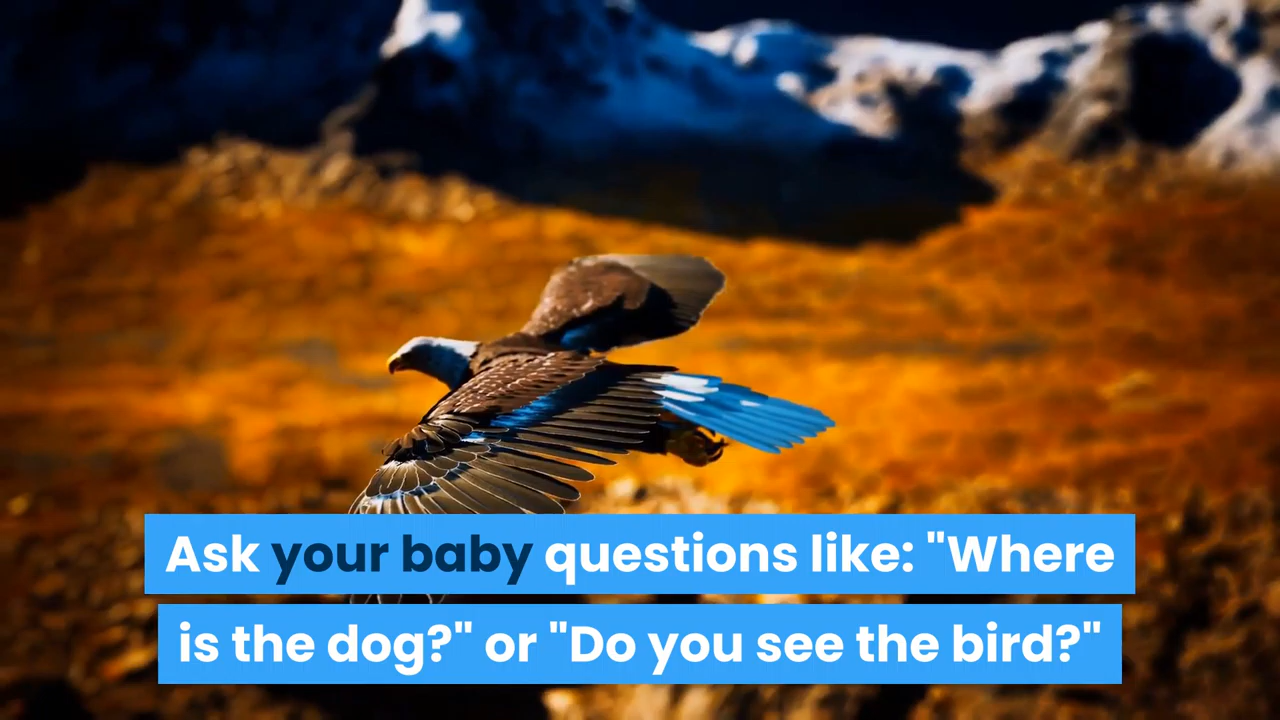 Ask your baby questions like: "Where
is the dog?" or "Do you see the bird?"